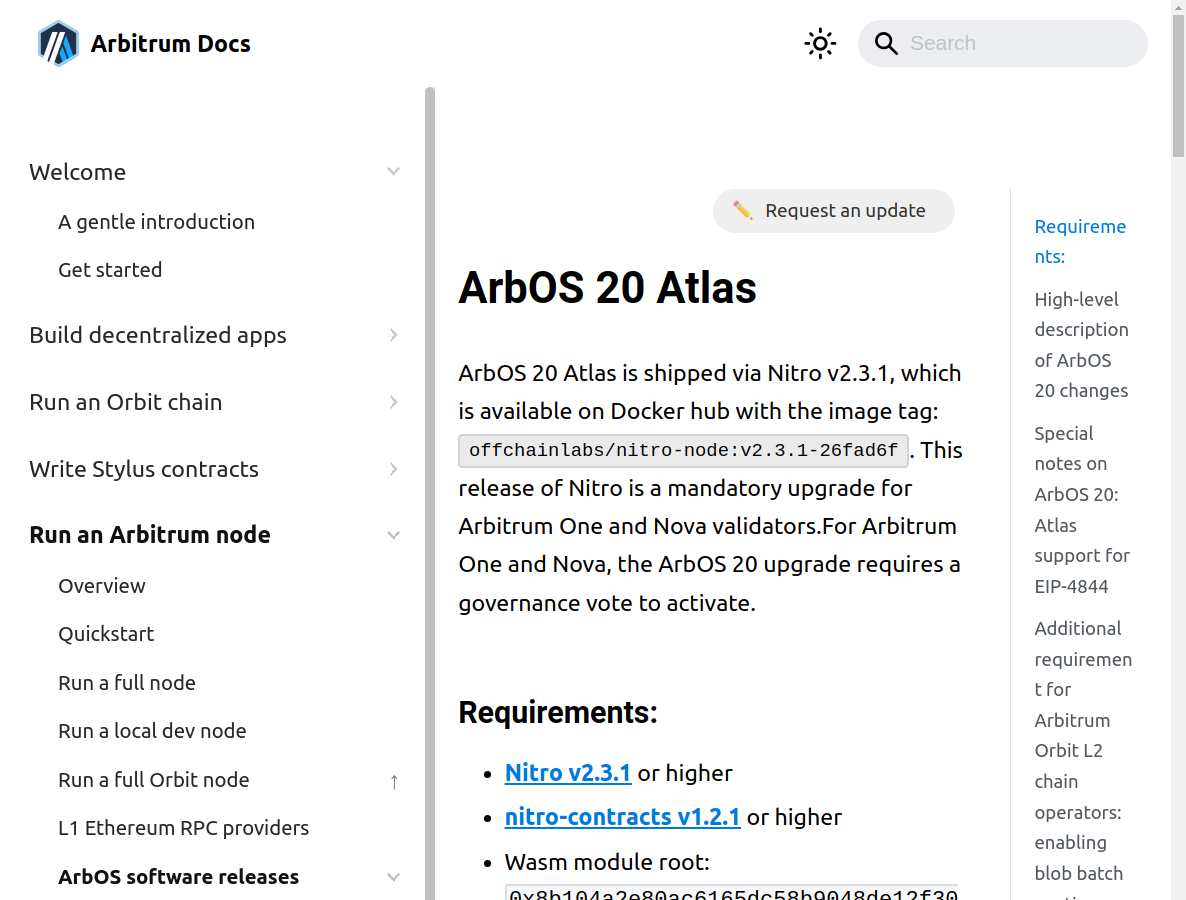 Arbitrum Docs
Search
Welcome
A gentle introduction
Get started
Build decentralized apps
Run an Orbit chain
Write Stylus contracts
Run an Arbitrum node
Overview
Quickstart
Run a full node
Run a local dev node
Run a full Orbit node ↑
L1 Ethereum RPC providers
ArbOS software releases
Request an update
ArbOS 20 Atlas
ArbOS 20 Atlas is shipped via Nitro v2.3.1, which
is available on Docker hub with the image tag:
offchainlabs/nitro-node:v2.3.1-26fad6f. This
release of Nitro is a mandatory upgrade for
Arbitrum One and Nova validators.For Arbitrum
One and Nova, the ArbOS 20 upgrade requires a
governance vote to activate.
Requirements:
• Nitro v2.3.1 or higher
• nitro-contracts v1.2.1 or higher
• Wasm module root:
0x8b104a2e80ac6165dc58b9048de12f30
Requireme
nts:
High-level
description
of ArbOS
20 changes
Special
notes on
ArbOS 20:
Atlas
support for
EIP-4844
Additional
requiremen
t for
Arbitrum
Orbit L2
chain
operators:
enabling
blob batch